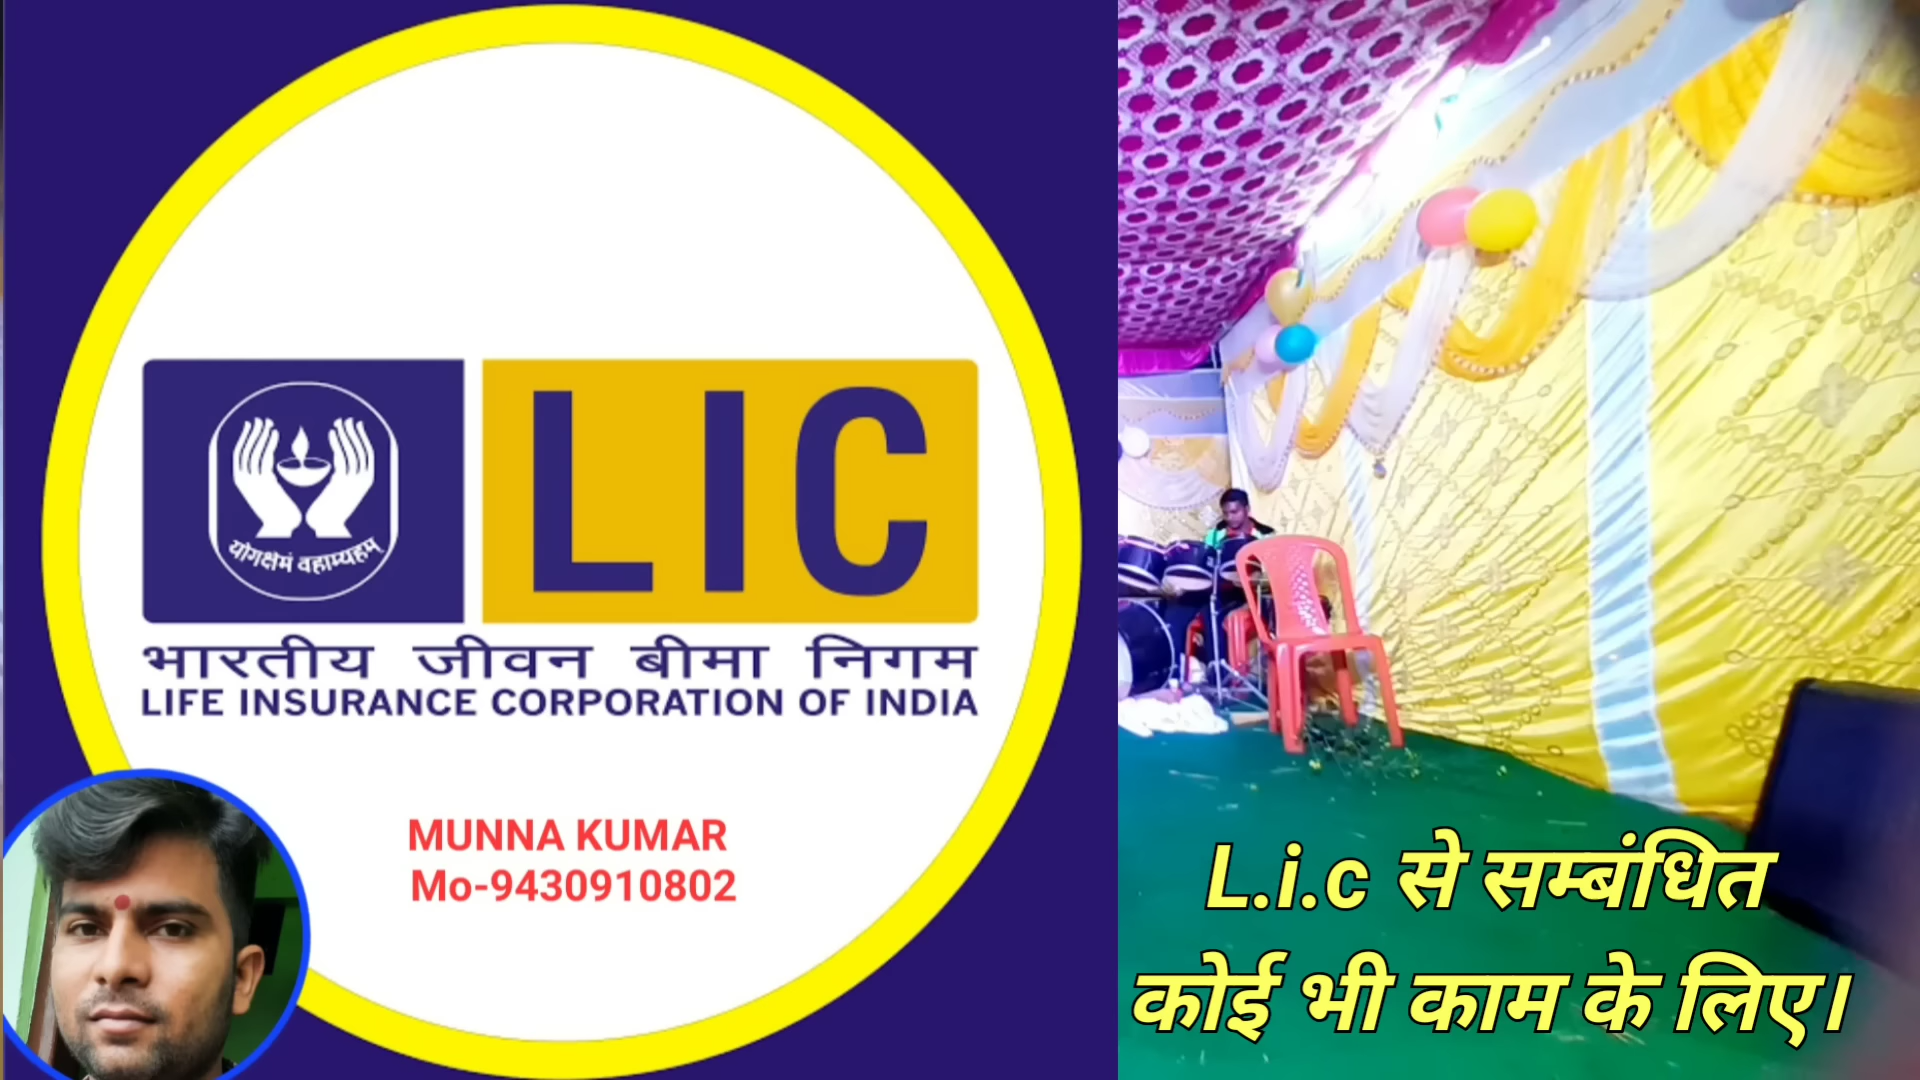 योगक्षेमं वहाम्यहम्
LIC
भारतीय जीवन बीमा निगम
LIFE INSURANCE CORPORATION OF INDIA
MUNNA KUMAR
Mo-9430910802
L.i.c से सम्बंधित
कोई भी काम के लिए।